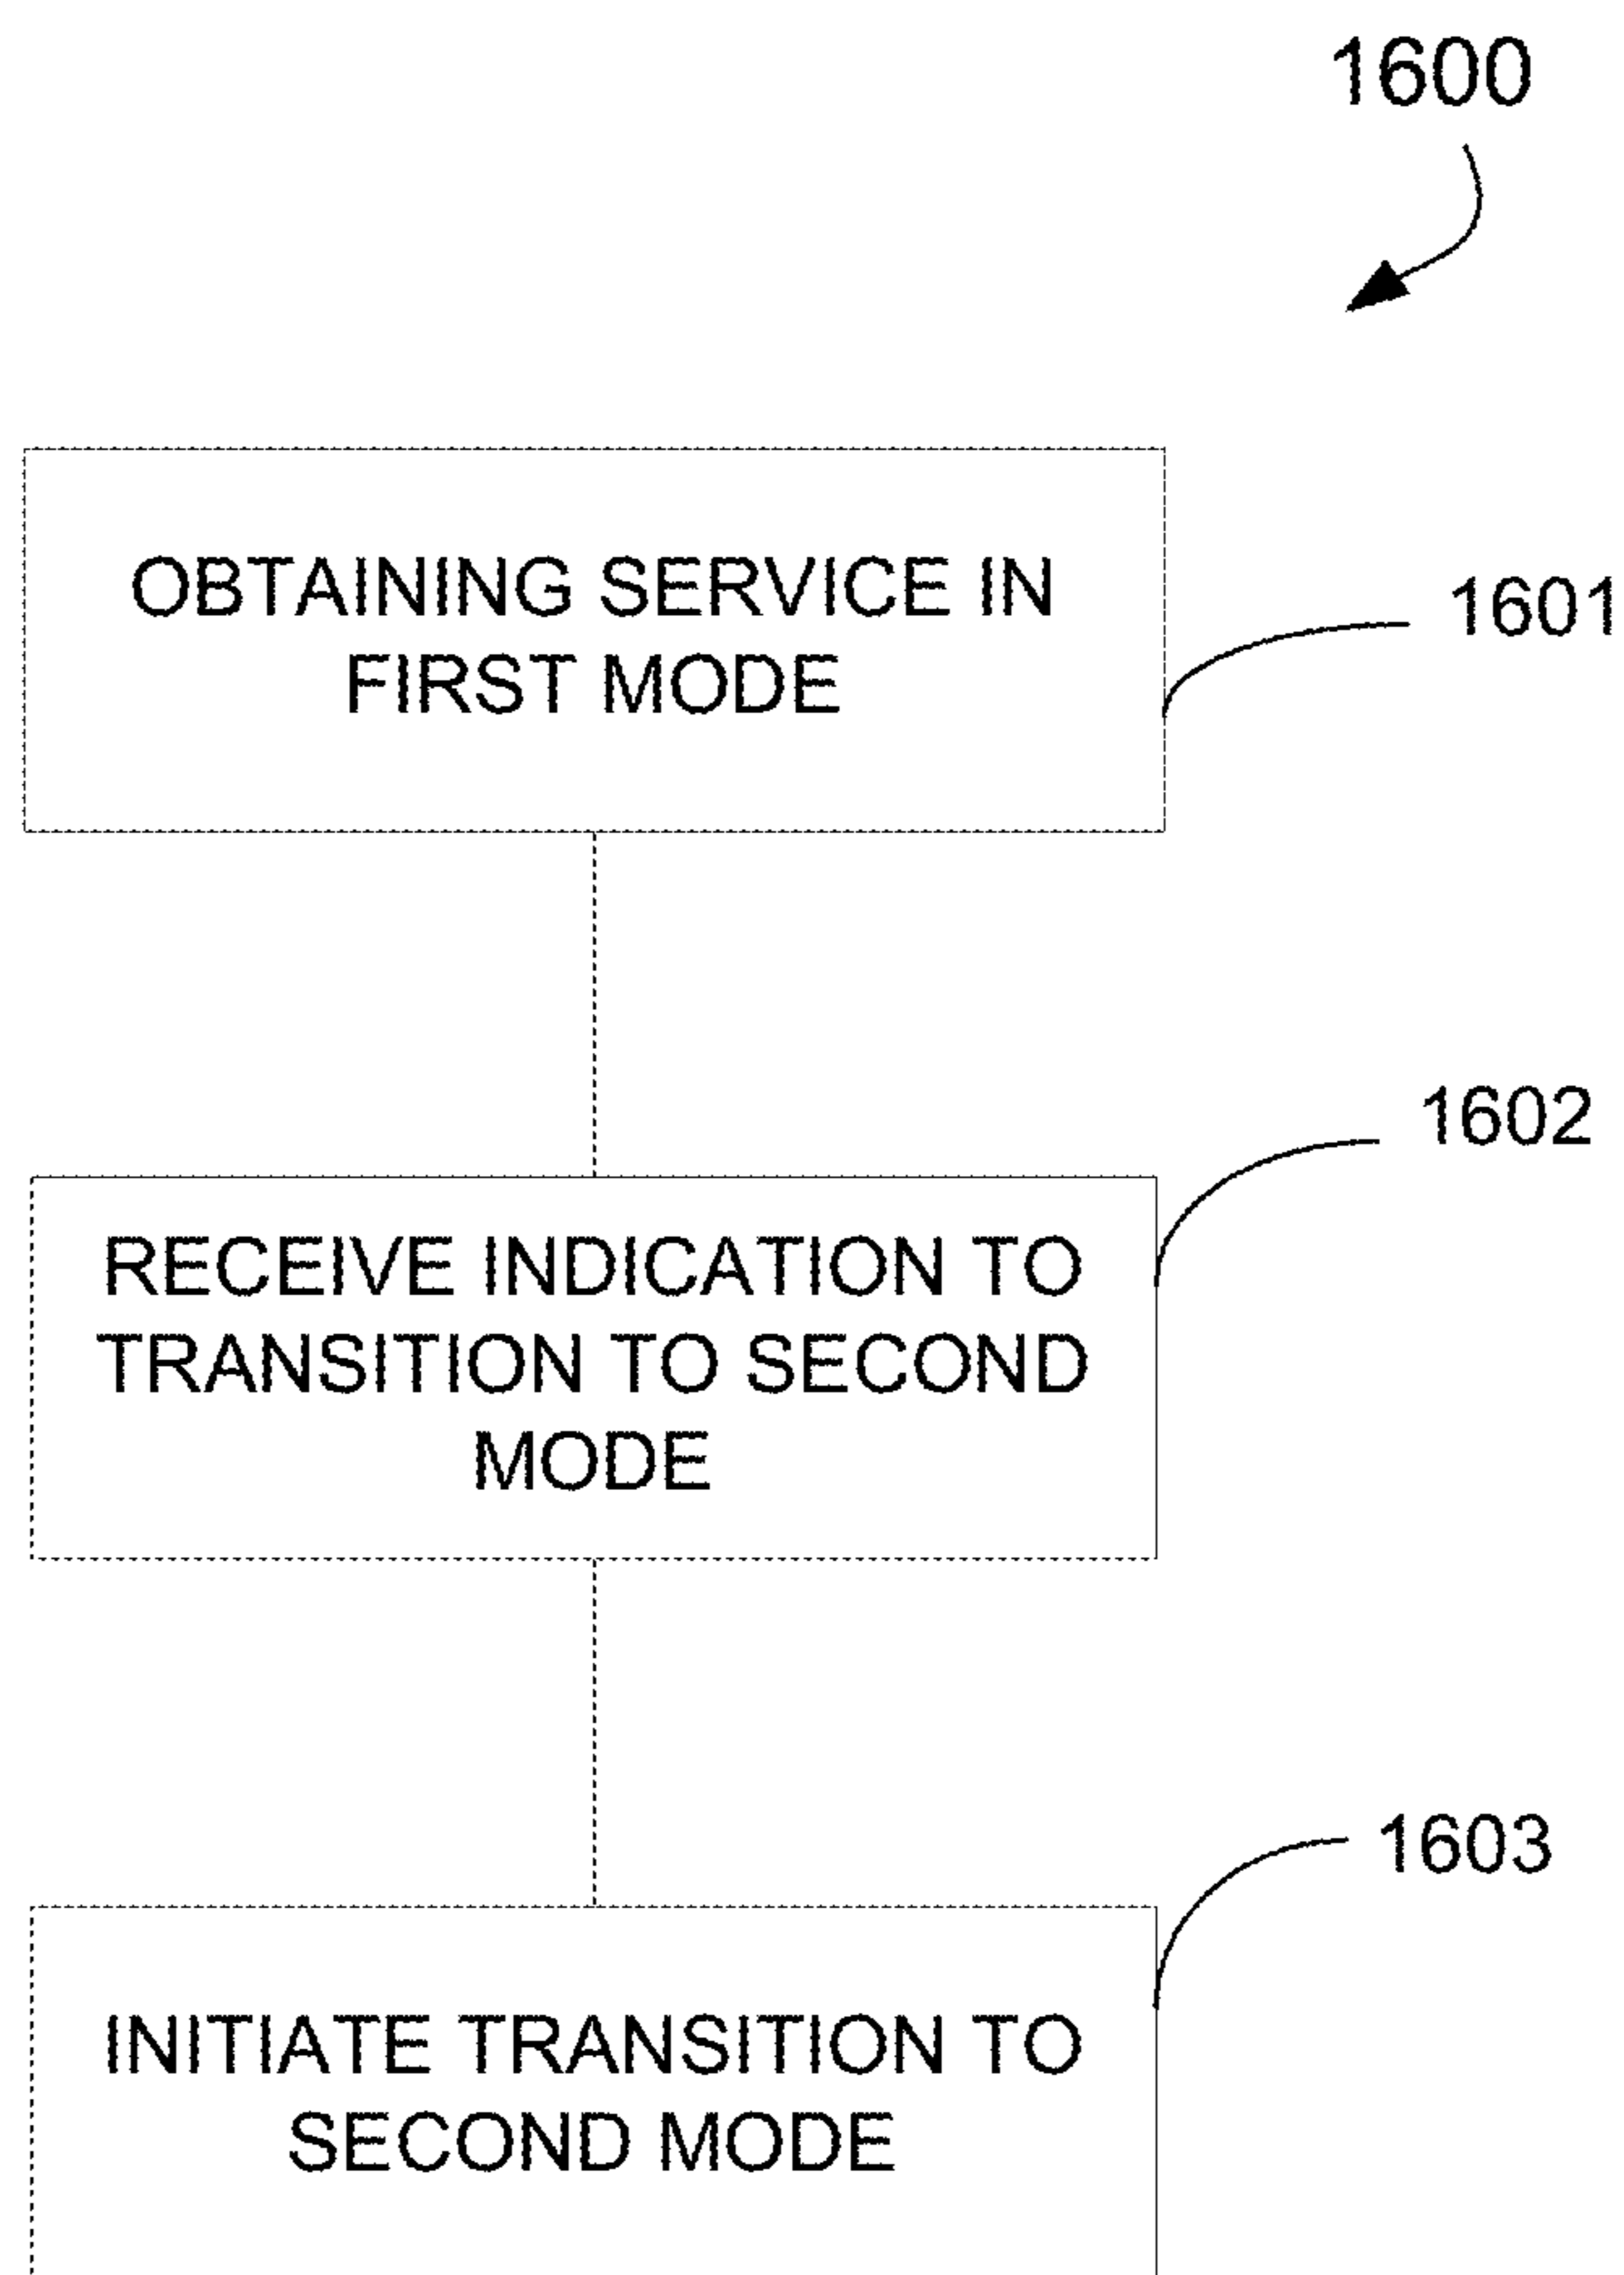 1600
OBTAINING SERVICE IN
FIRST MODE
1601
1602
RECEIVE INDICATION TO
TRANSITION TO SECOND
MODE
1603
INITIATE TRANSITION TO
SECOND MODE